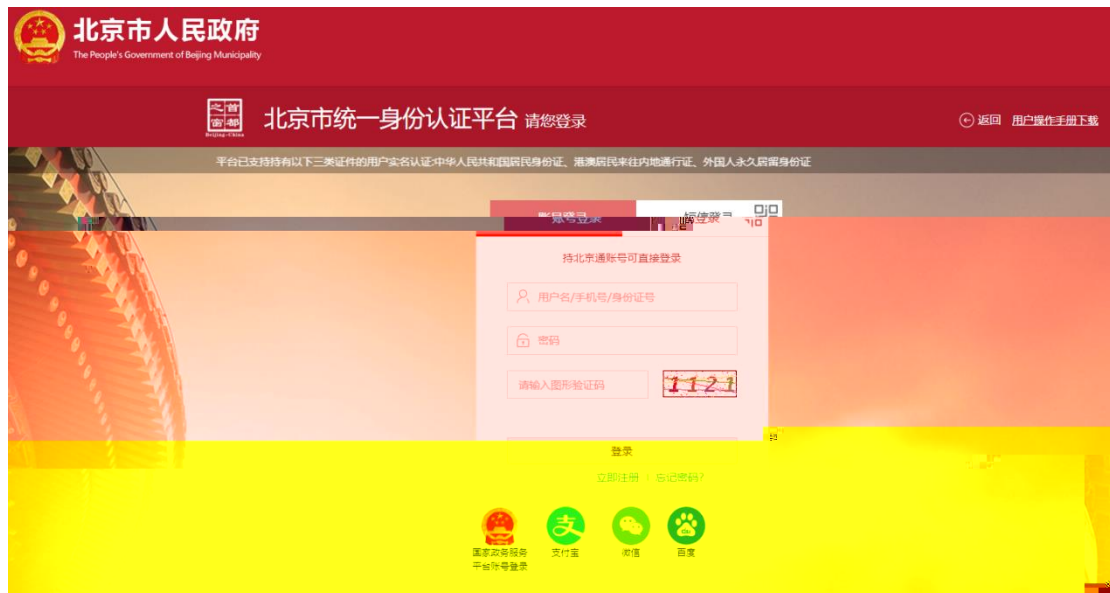 北京市人民政府
The People's Government of Beijing Municipality
首都之窗
Beijing-China
北京市统一身份认证平台 请您登录
返回 用户操作手册下载
平台已支持持有以下三类证件的用户实名认证:中华人民共和国居民身份证、港澳居民来往内地通行证、外国人永久居留身份证
账号登录
持北京通账号可直接登录
用户名/手机号/身份证号
密码
请输入图形验证码 1121
登录
立即注册 忘记密码?
支
国家政务服务
平台账号登录
支付宝
微信
百度